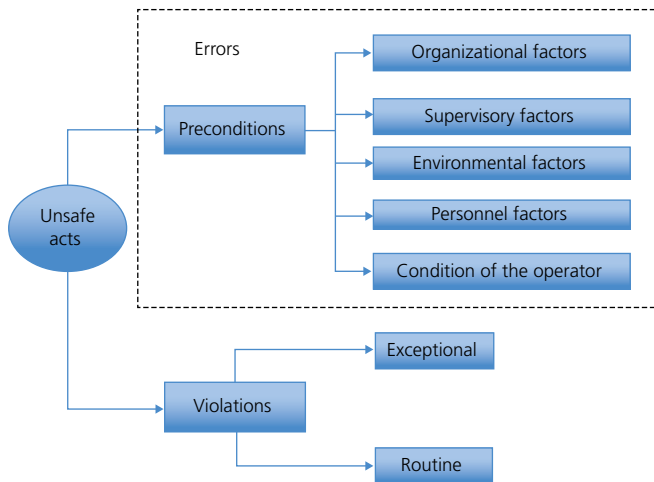 Errors
Organizational factors
Preconditions
Supervisory factors
Environmental factors
Unsafe
acts
Personnel factors
Condition of the operator
Exceptional
Violations
Routine